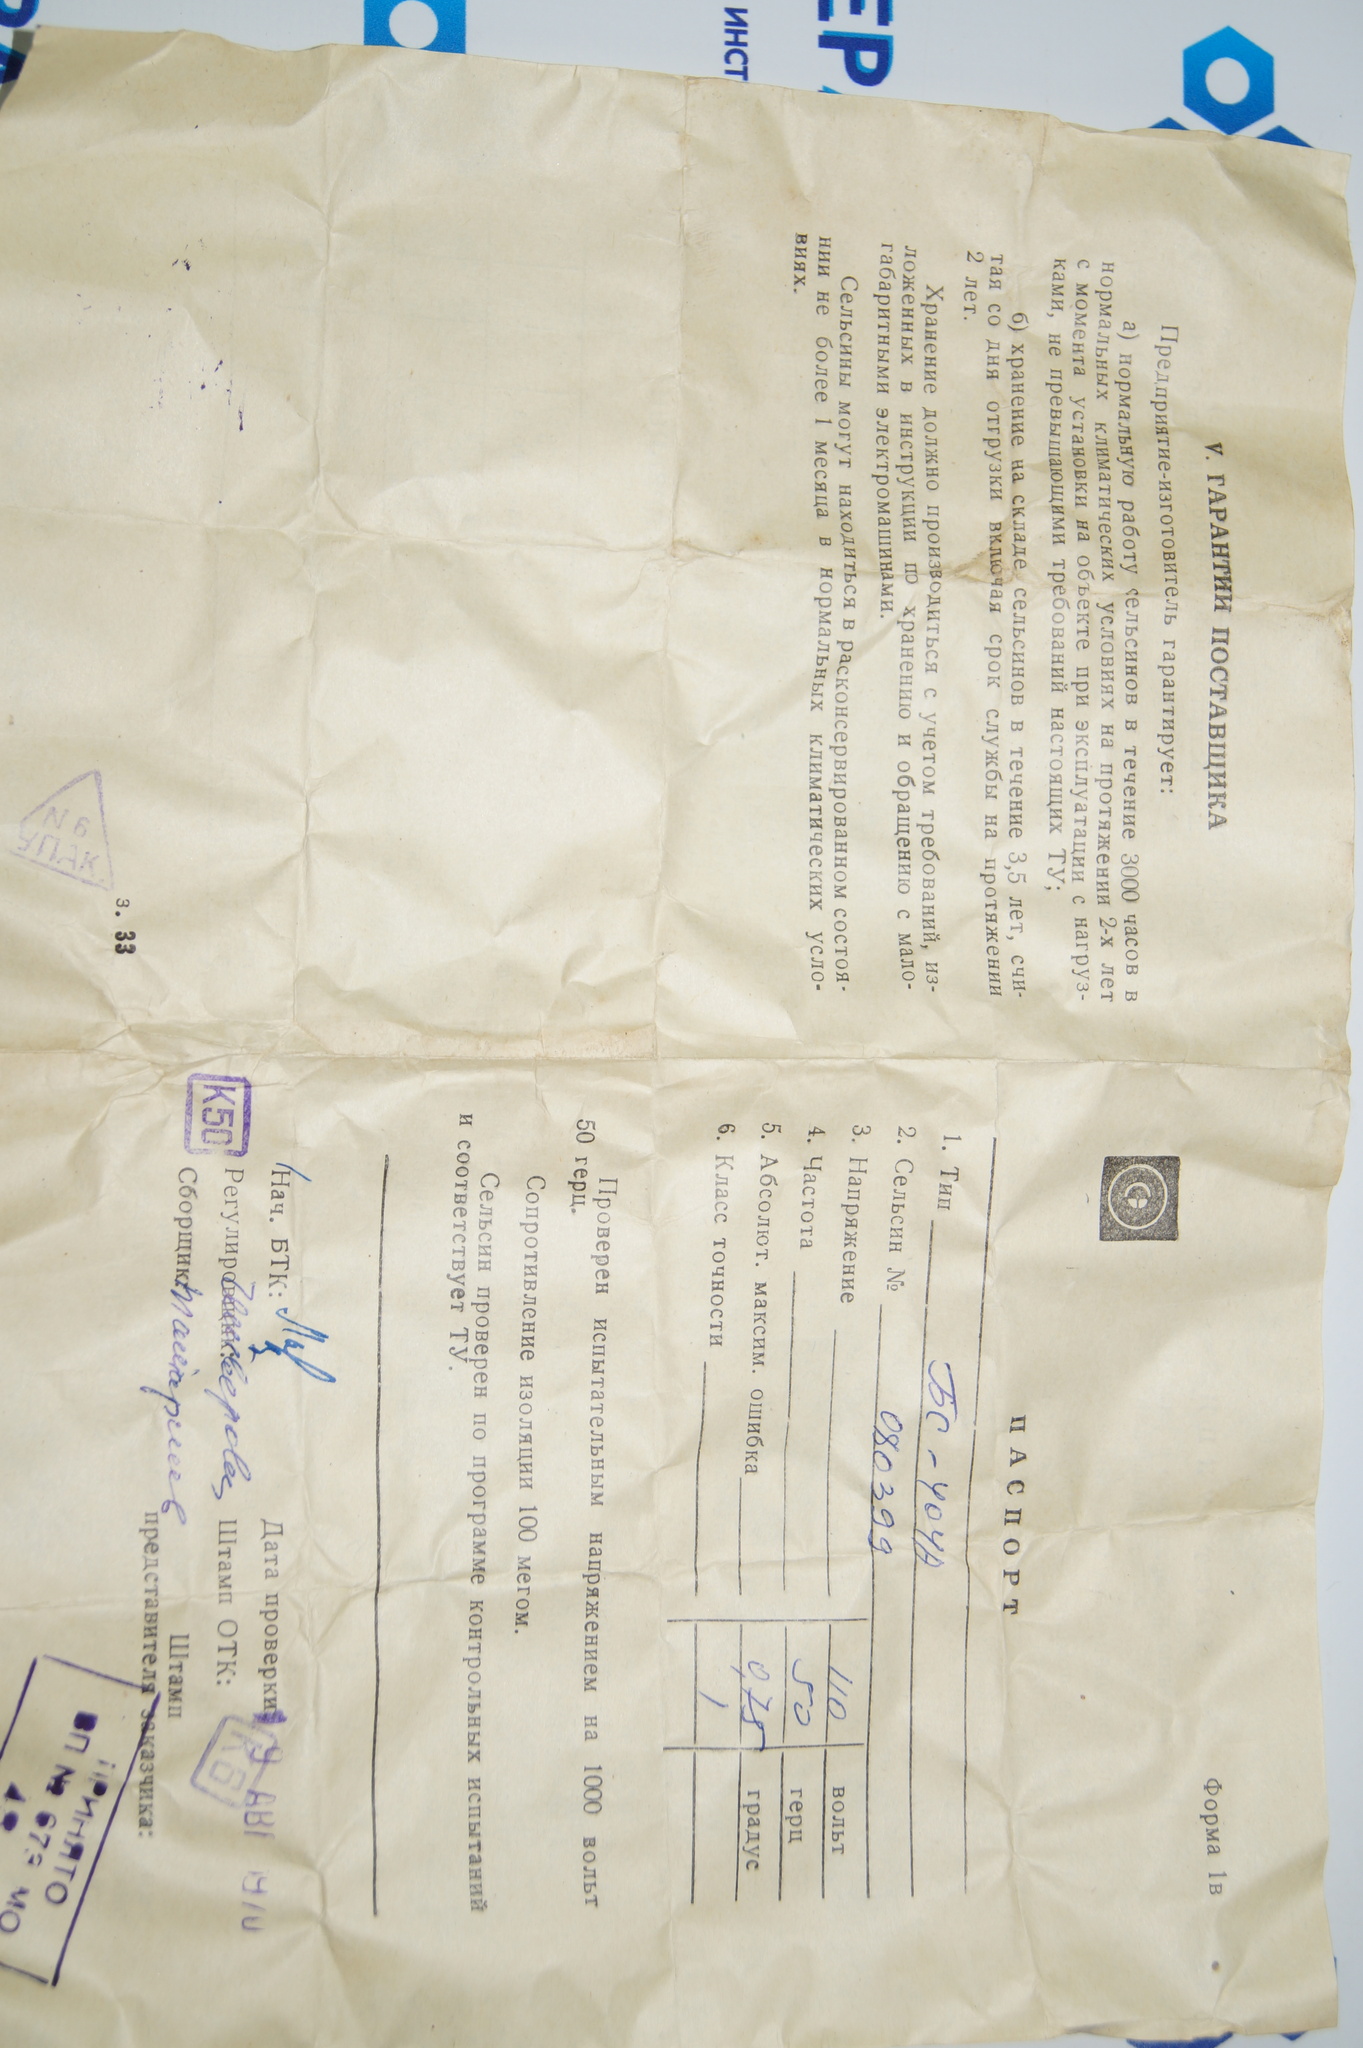 V. ГАРАНТИИ ПОСТАВЩИКА
Предприятие-изготовитель гарантирует:
а) нормальную работу сельсинов в течение 3000 часов в
нормальных климатических условиях на протяжении 2-х лет
с момента установки на объекте при эксплуатации с нагруз-
ками, не превышающими требований настоящих ТУ;
б) хранение на складе сельсинов в течение 3,5 лет, счи-
тая со дня отгрузки включая срок службы на протяжении
2 лет.
Хранение должно производиться с учетом требований, из-
ложенных в инструкции по хранению и обращению с мало-
габаритными электромашинами.
Сельсины могут находиться в расконсервированном состоя-
нии не более 1 месяца в нормальных климатических усло-
виях.
N 6
УПАК
з. 33
Форма 1в
ПАСПОРТ
1. Тип БС-404А
2. Сельсин № 080399
3. Напряжение 110 вольт
4. Частота 50 герц
5. Абсолют. максим. ошибка 0,75 градус
6. Класс точности 1
Проверен испытательным напряжением на 1000 вольт
50 герц.
Сопротивление изоляции 100 мегом.
Сельсин проверен по программе контрольных испытаний
и соответствует ТУ.
Нач. БТК: Дата проверки 9 АВГ 1970
К50 Регулировщик: Штамп ОТК: К6
Сборщик: Штамп
представителя заказчика:
ПРИНЯТО
ВП № 679 МО
ЕР
ИНСТ